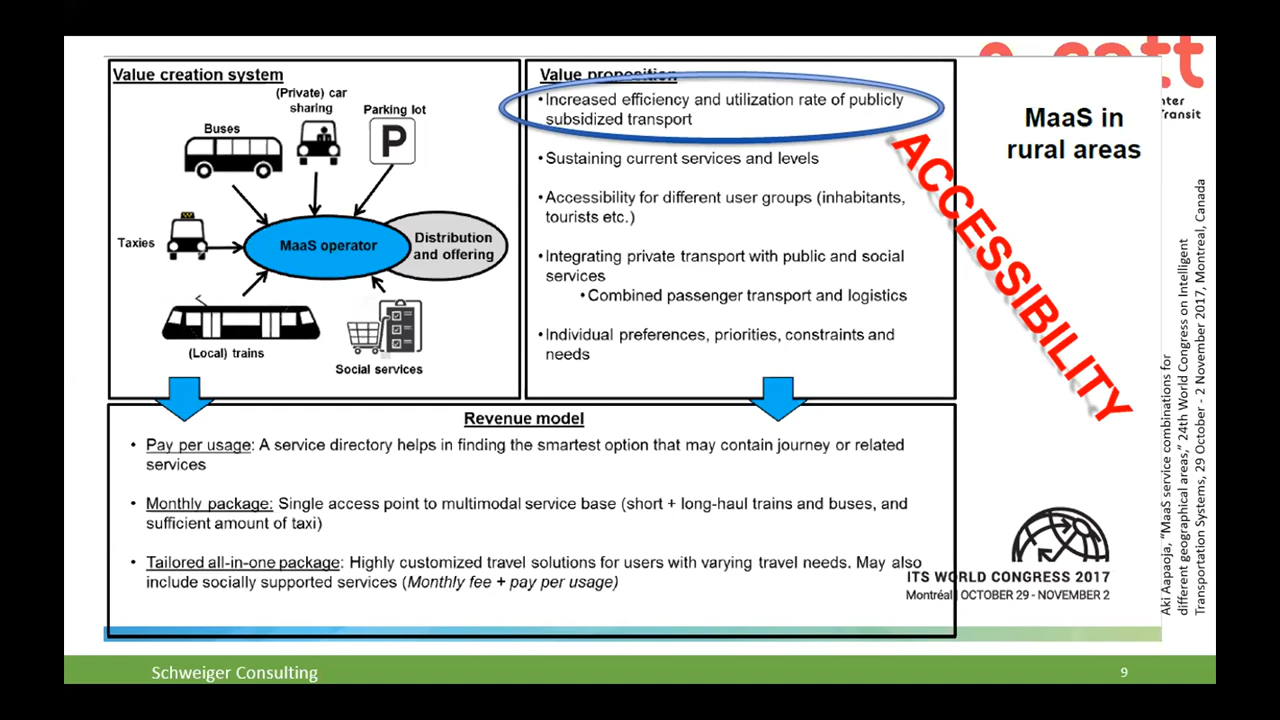 Value creation system
(Private) car
sharing
Parking lot
P
Buses
TAXI
Taxies
MaaS operator
Distribution
and offering
(Local) trains
Social services
Value proposition
•Increased efficiency and utilization rate of publicly
subsidized transport
•Sustaining current services and levels
•Accessibility for different user groups (inhabitants,
tourists etc.)
•Integrating private transport with public and social
services
•Combined passenger transport and logistics
•Individual preferences, priorities, constraints and
needs
ACCESSIBILITY
MaaS in
rural areas
Revenue model
• Pay per usage: A service directory helps in finding the smartest option that may contain journey or related
services
• Monthly package: Single access point to multimodal service base (short + long-haul trains and buses, and
sufficient amount of taxi)
• Tailored all-in-one package: Highly customized travel solutions for users with varying travel needs. May also
include socially supported services (Monthly fee + pay per usage)
ITS WORLD CONGRESS 2017
Montréal OCTOBER 29 - NOVEMBER 2
Aki Aapaoja, “MaaS service combinations for
different geographical areas,” 24th World Congress on Intelligent
Transportation Systems, 29 October - 2 November 2017, Montreal, Canada
Schweiger Consulting
9